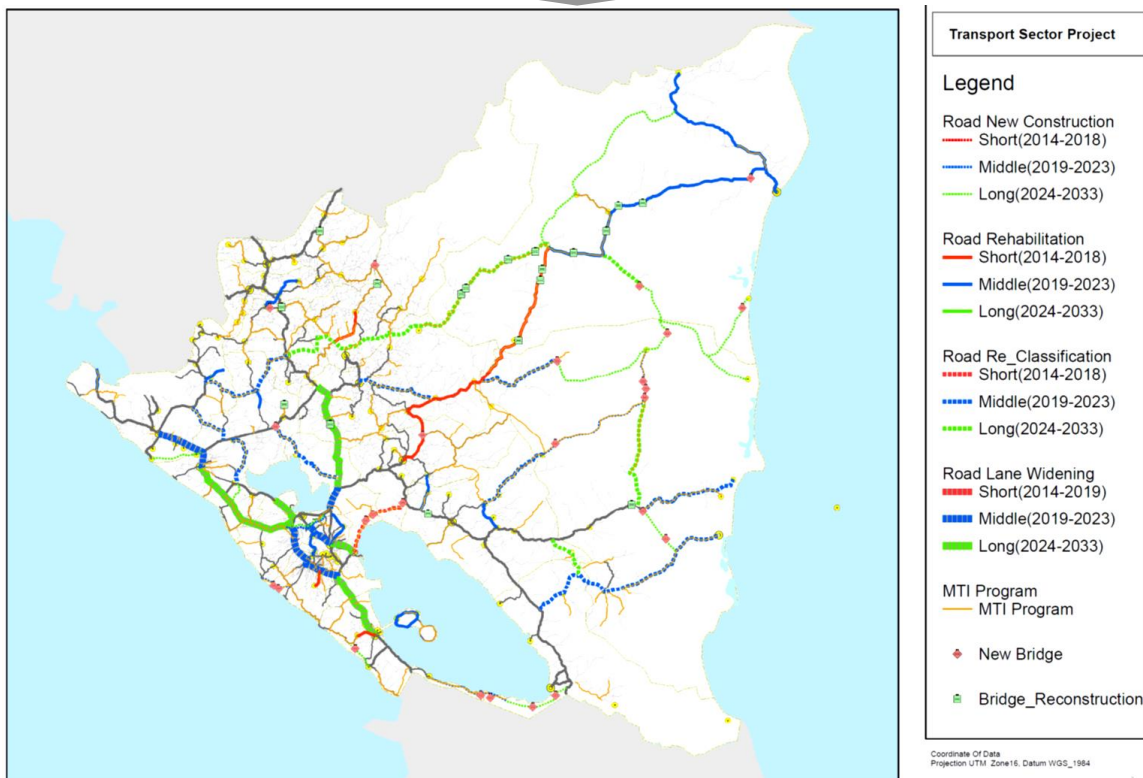 Transport Sector Project
Legend
Road New Construction
Short(2014-2018)
Middle(2019-2023)
Long(2024-2033)
Road Rehabilitation
Short(2014-2018)
Middle(2019-2023)
Long(2024-2033)
Road Re_Classification
Short(2014-2018)
Middle(2019-2023)
Long(2024-2033)
Road Lane Widening
Short(2014-2019)
Middle(2019-2023)
Long(2024-2033)
MTI Program
MTI Program
New Bridge
Bridge_Reconstruction
Coordinate Of Data
Projection UTM Zone16, Datum WGS_1984